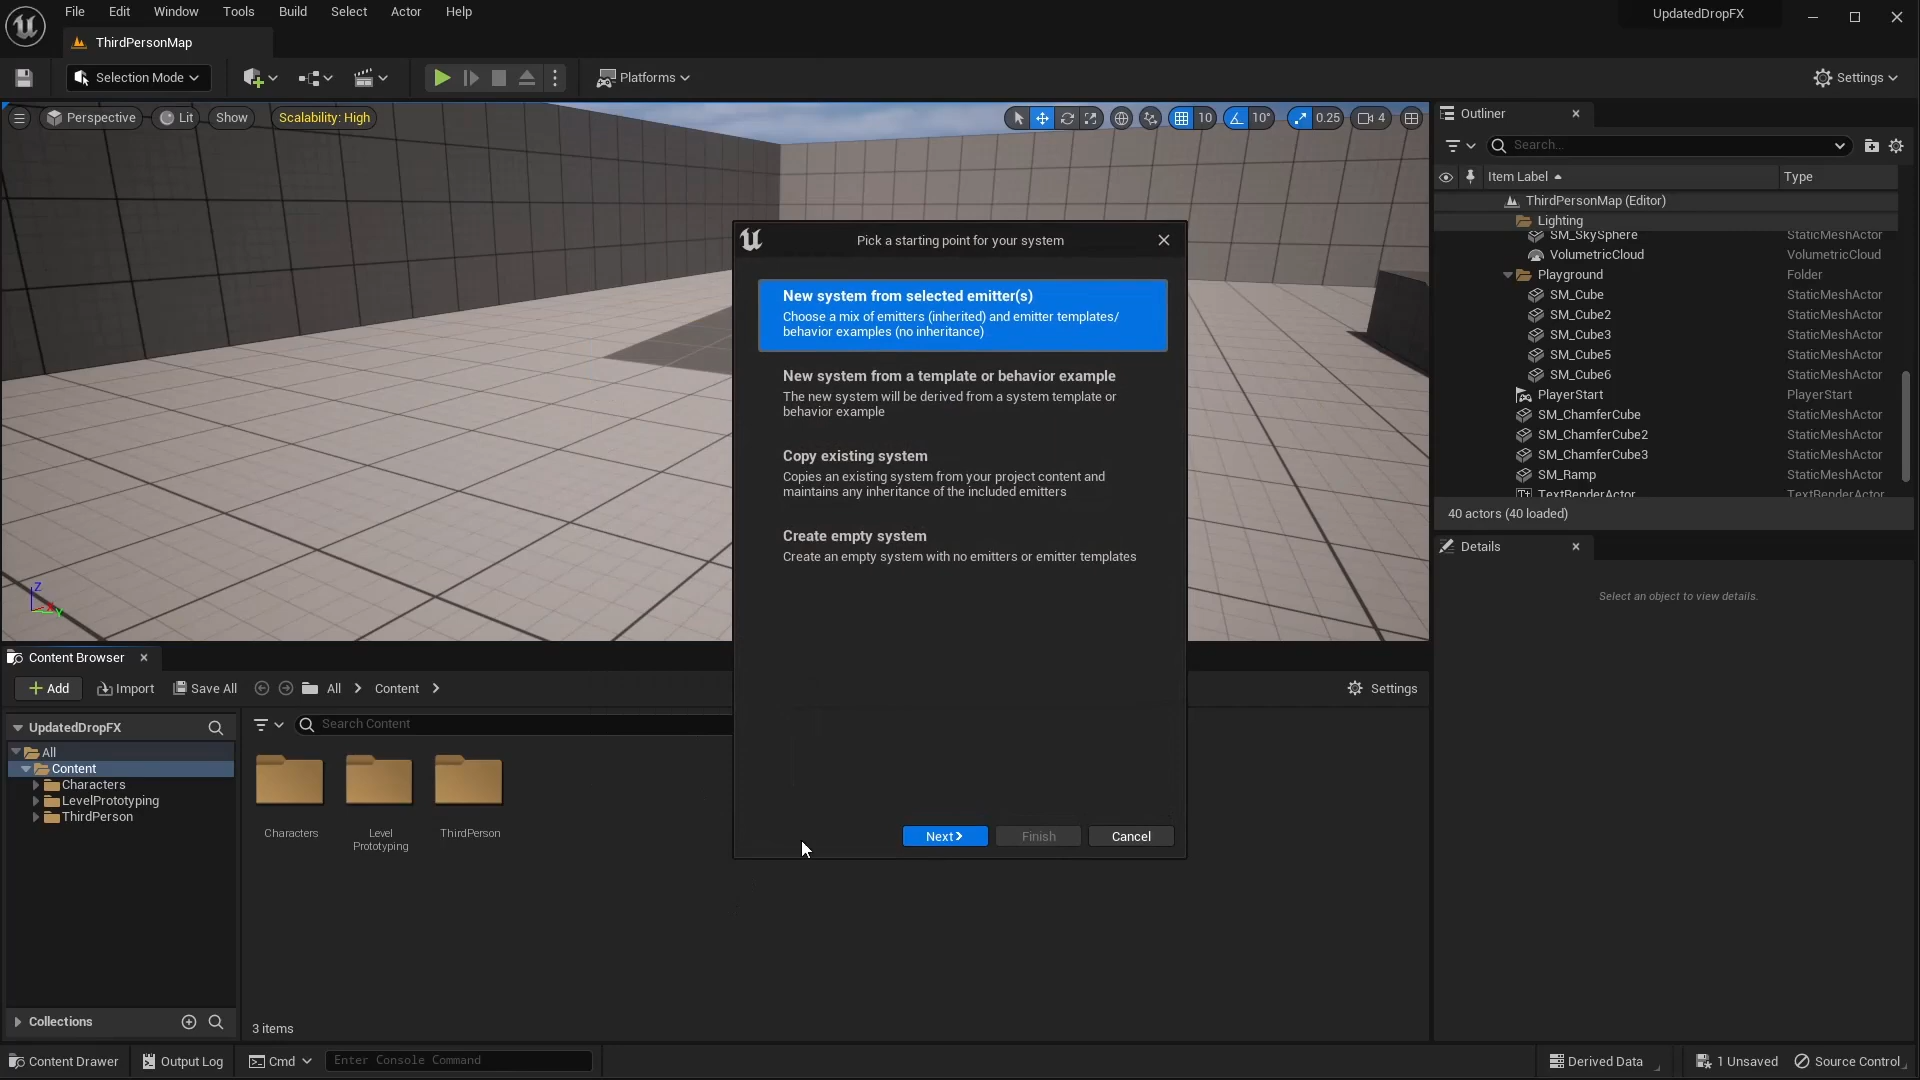 File Edit Window Tools Build Select Actor Help
UpdatedDropFX
ThirdPersonMap
Selection Mode
Platforms
Settings
Perspective Lit Show Scalability: High
10 10° 0.25 4
Z
Y
Outliner
Search...
Item Label Type
ThirdPersonMap (Editor)
Lighting
SM_SkySphere StaticMeshActor
VolumetricCloud VolumetricCloud
Playground Folder
SM_Cube StaticMeshActor
SM_Cube2 StaticMeshActor
SM_Cube3 StaticMeshActor
SM_Cube5 StaticMeshActor
SM_Cube6 StaticMeshActor
PlayerStart PlayerStart
SM_ChamferCube StaticMeshActor
SM_ChamferCube2 StaticMeshActor
SM_ChamferCube3 StaticMeshActor
SM_Ramp StaticMeshActor
TextRenderActor TextRenderActor
40 actors (40 loaded)
Details
Select an object to view details.
Pick a starting point for your system
New system from selected emitter(s)
Choose a mix of emitters (inherited) and emitter templates/
behavior examples (no inheritance)
New system from a template or behavior example
The new system will be derived from a system template or
behavior example
Copy existing system
Copies an existing system from your project content and
maintains any inheritance of the included emitters
Create empty system
Create an empty system with no emitters or emitter templates
Next Finish Cancel
Content Browser
Add Import Save All All Content Settings
UpdatedDropFX
All
Content
Characters
LevelPrototyping
ThirdPerson
Search Content
Characters
Level
Prototyping
ThirdPerson
Collections
3 items
Content Drawer Output Log Cmd Enter Console Command
Derived Data 1 Unsaved Source Control